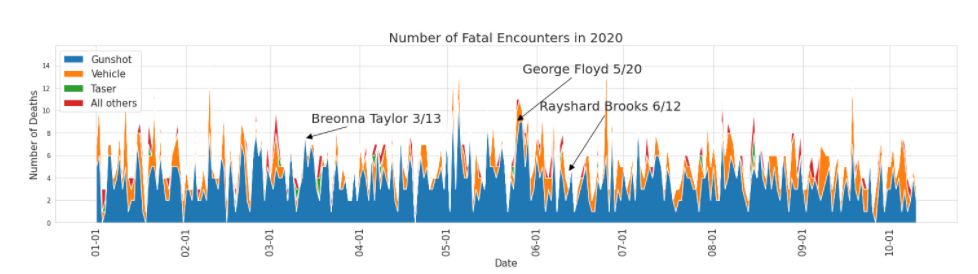 Number of Fatal Encounters in 2020
Gunshot
Vehicle
Taser
All others
George Floyd 5/20
Rayshard Brooks 6/12
Breonna Taylor 3/13
Number of Deaths
14
12
10
8
6
4
2
0
01-01
02-01
03-01
04-01
05-01
06-01
07-01
08-01
09-01
10-01
Date